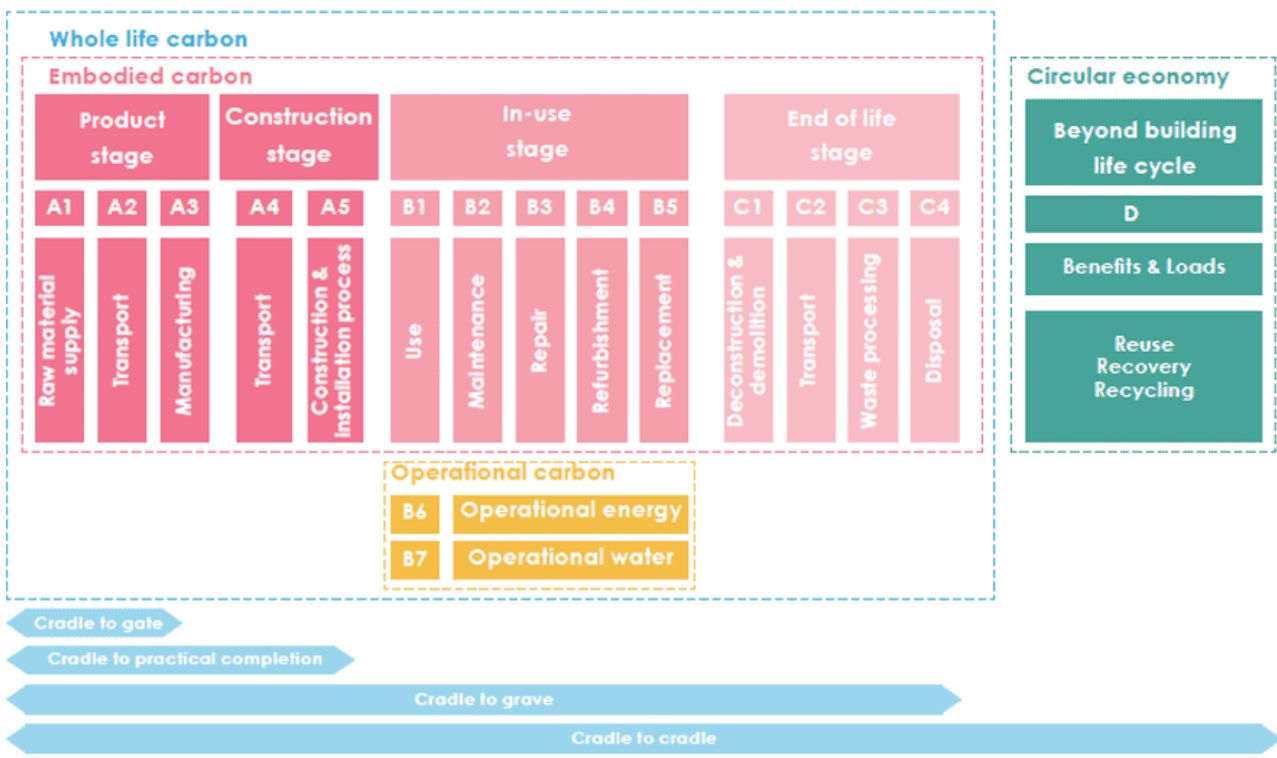 Whole life carbon
Embodied carbon
Product
stage
Construction
stage
In-use
stage
End of life
stage
A1
A2
A3
A4
A5
B1
B2
B3
B4
B5
C1
C2
C3
C4
Raw material
supply
Transport
Manufacturing
Transport
Construction &
installation process
Use
Maintenance
Repair
Refurbishment
Replacement
Deconstruction &
demolition
Transport
Waste processing
Disposal
Operational carbon
B6
Operational energy
B7
Operational water
Circular economy
Beyond building
life cycle
D
Benefits & Loads
Reuse
Recovery
Recycling
Cradle to gate
Cradle to practical completion
Cradle to grave
Cradle to cradle